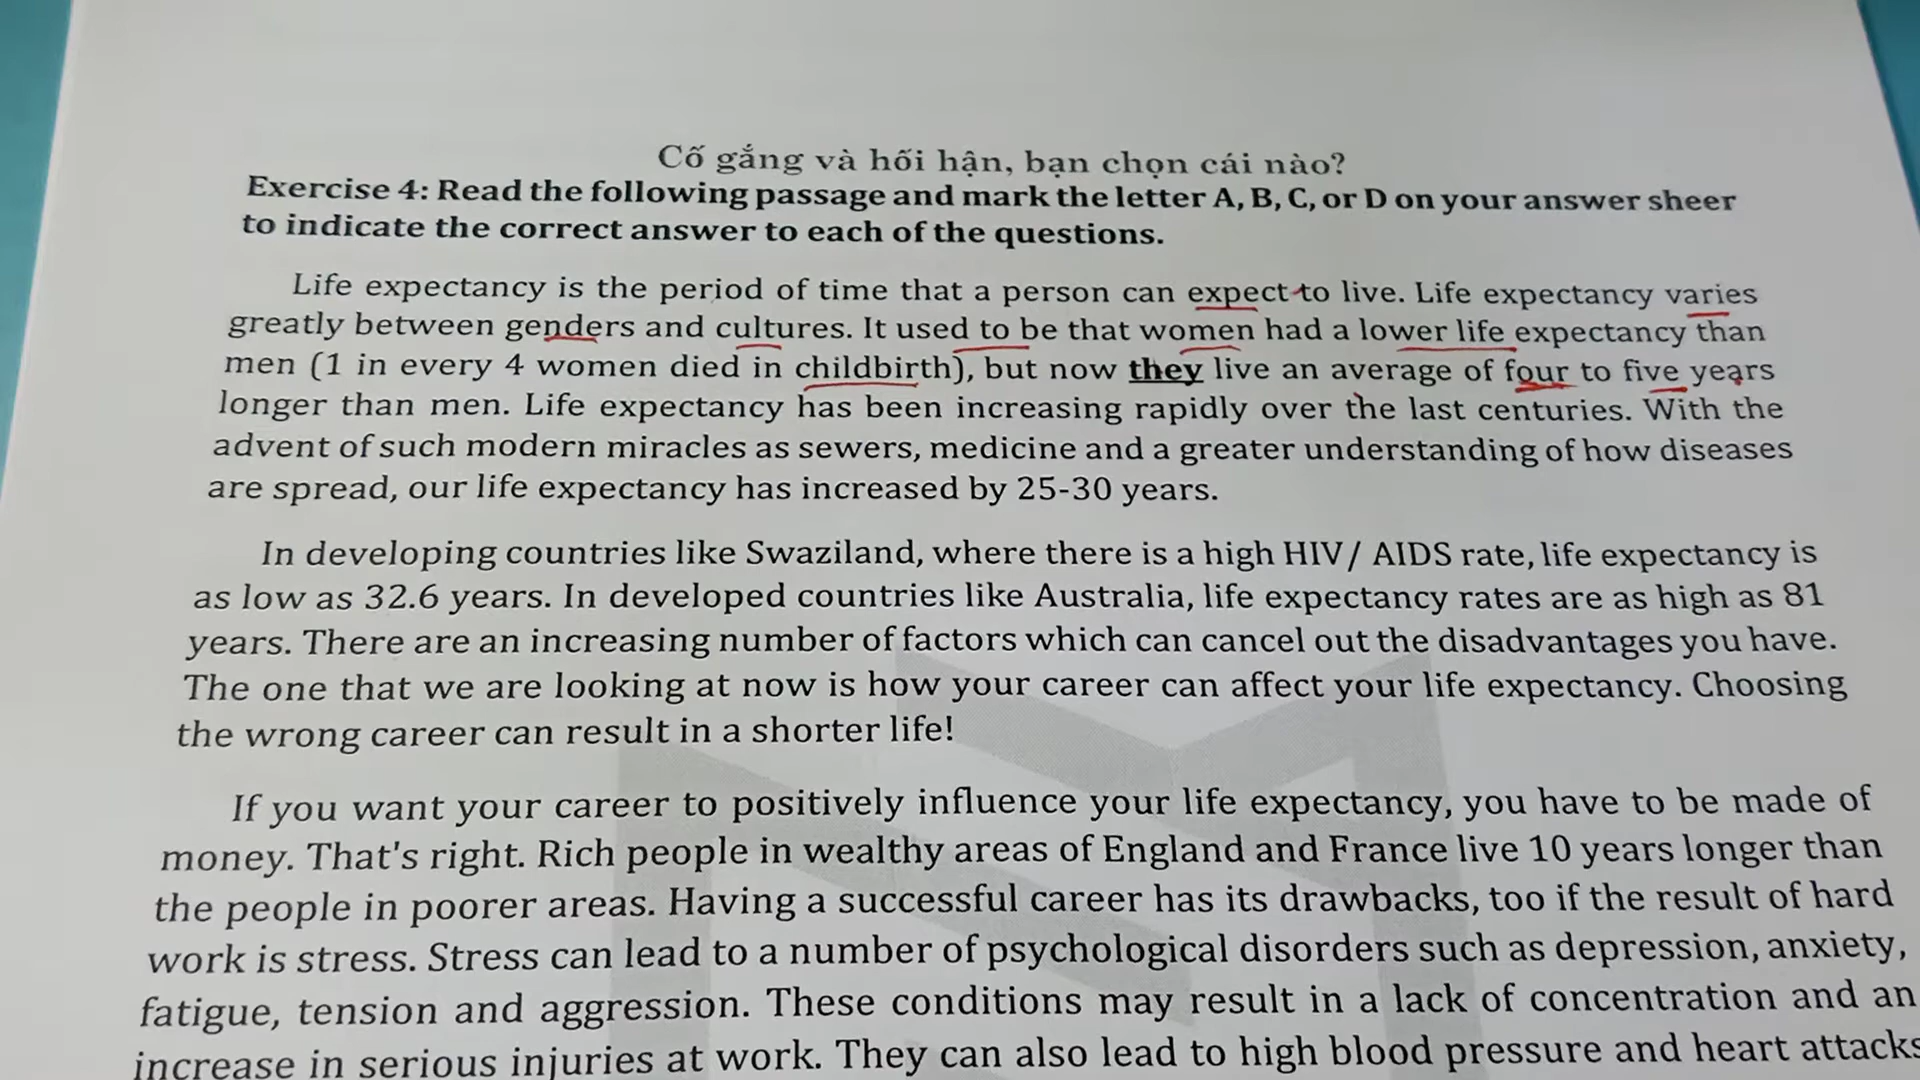 Cố gắng và hối hận, bạn chọn cái nào?
Exercise 4: Read the following passage and mark the letter A, B, C, or D on your answer sheer
to indicate the correct answer to each of the questions.
Life expectancy is the period of time that a person can expect to live. Life expectancy varies
greatly between genders and cultures. It used to be that women had a lower life expectancy than
men (1 in every 4 women died in childbirth), but now they live an average of four to five years
longer than men. Life expectancy has been increasing rapidly over the last centuries. With the
advent of such modern miracles as sewers, medicine and a greater understanding of how diseases
are spread, our life expectancy has increased by 25-30 years.
In developing countries like Swaziland, where there is a high HIV/ AIDS rate, life expectancy is
as low as 32.6 years. In developed countries like Australia, life expectancy rates are as high as 81
years. There are an increasing number of factors which can cancel out the disadvantages you have.
The one that we are looking at now is how your career can affect your life expectancy. Choosing
the wrong career can result in a shorter life!
If you want your career to positively influence your life expectancy, you have to be made of
money. That's right. Rich people in wealthy areas of England and France live 10 years longer than
the people in poorer areas. Having a successful career has its drawbacks, too if the result of hard
work is stress. Stress can lead to a number of psychological disorders such as depression, anxiety,
fatigue, tension and aggression. These conditions may result in a lack of concentration and an
increase in serious injuries at work. They can also lead to high blood pressure and heart attacks